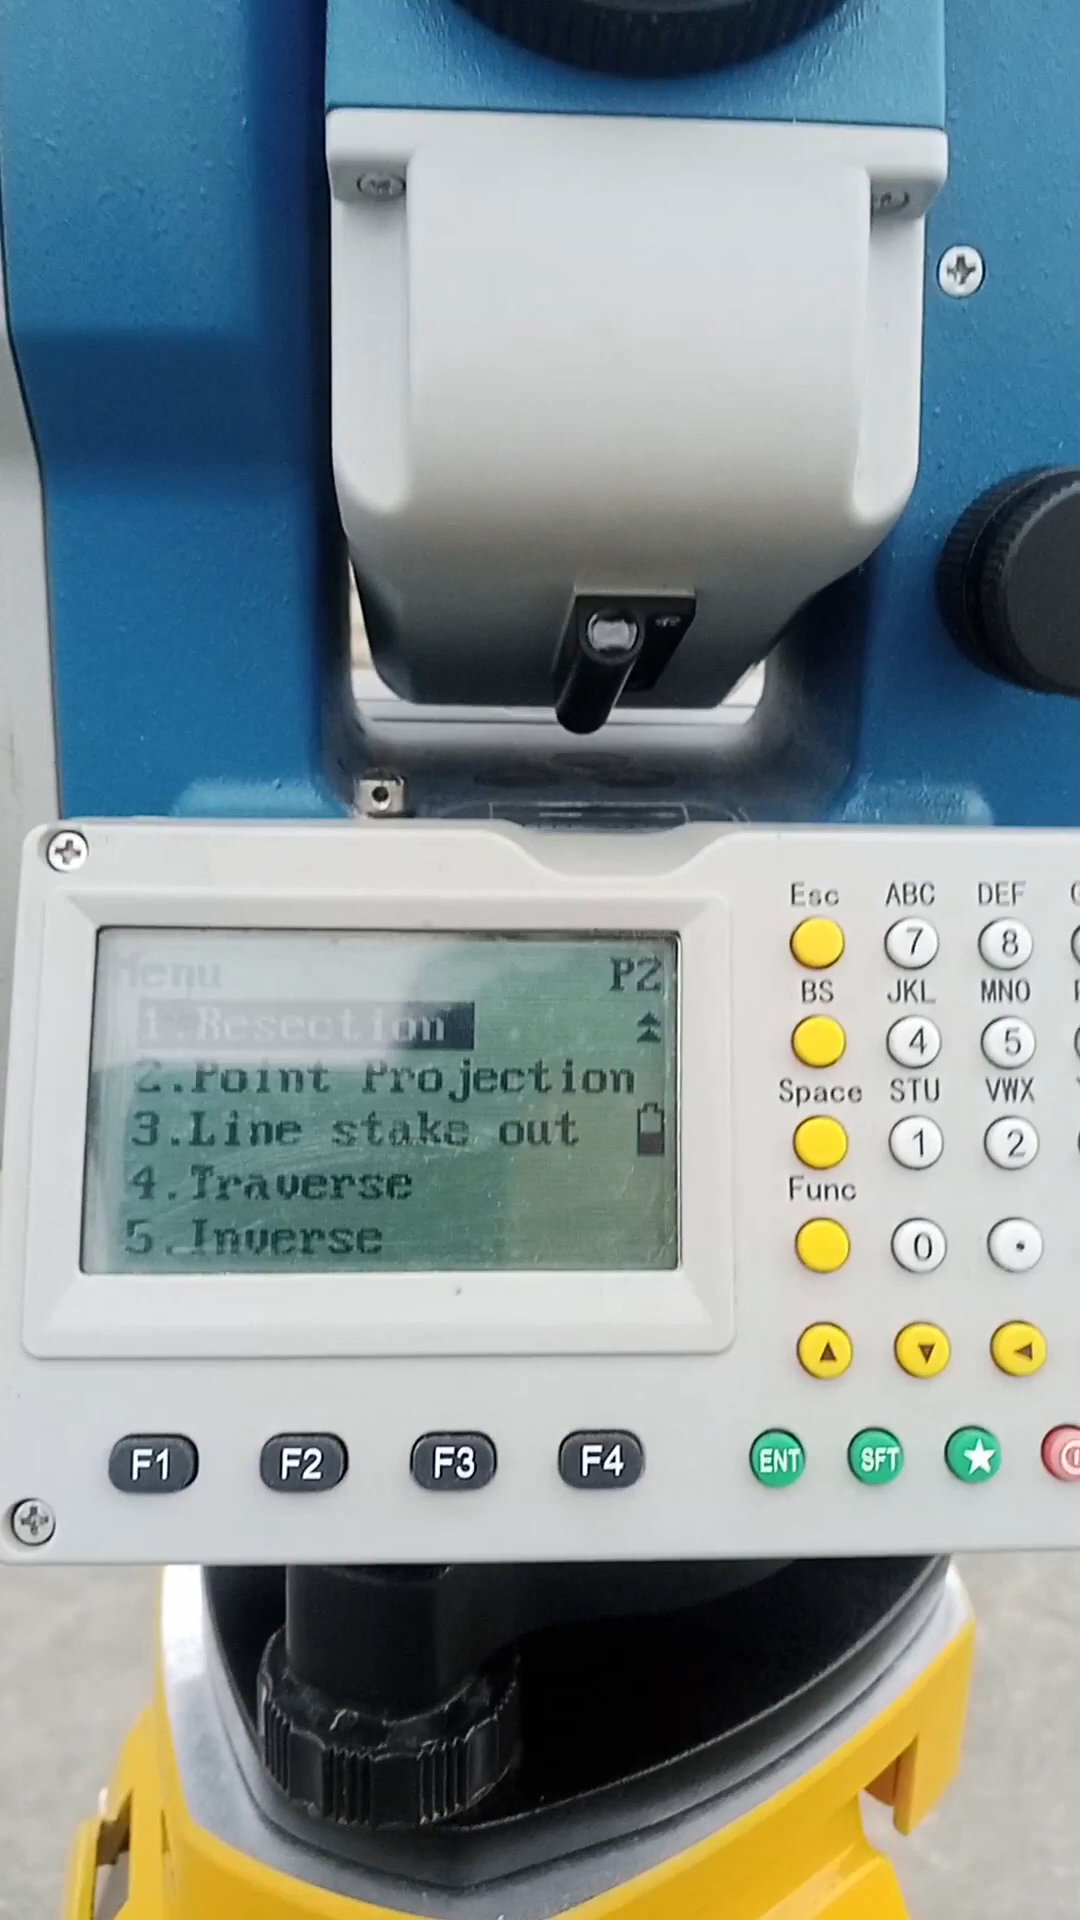 Menu P2
1.Resection
2.Point Projection
3.Line stake out
4.Traverse
5.Inverse
Esc ABC DEF
7 8
BS JKL MNO
4 5
Space STU VWX
1 2
Func
0 .
F1 F2 F3 F4 ENT SFT